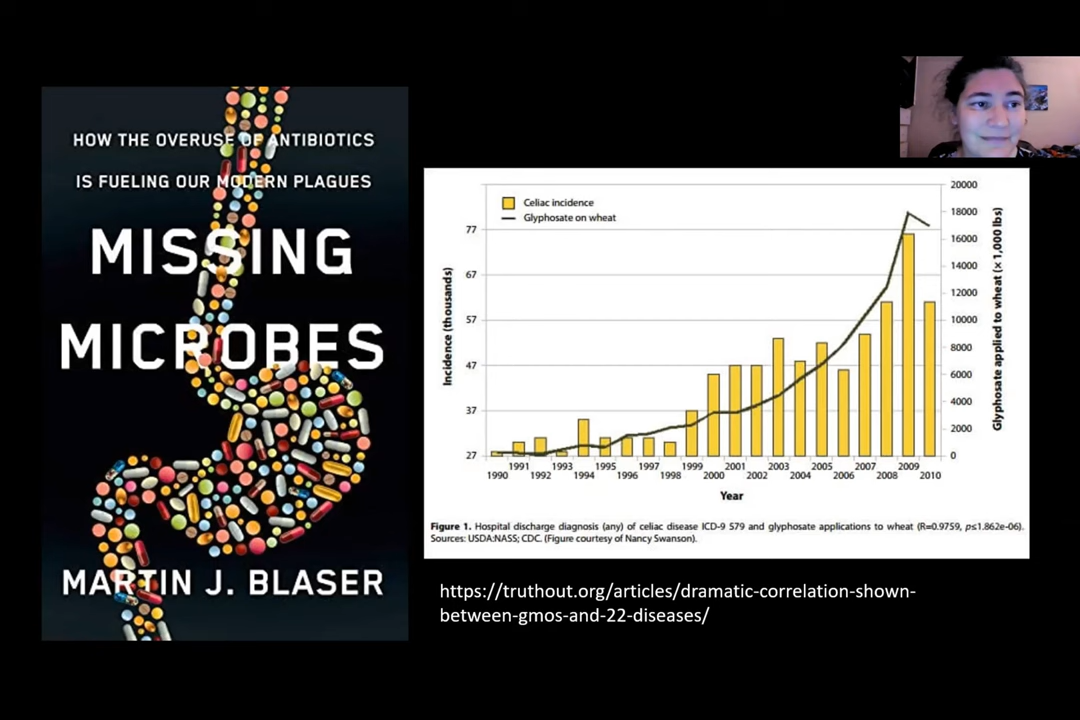 HOW THE OVERUSE OF ANTIBIOTICS
IS FUELING OUR MODERN PLAGUES
MISSING
MICROBES
MARTIN J. BLASER
Celiac incidence
Glyphosate on wheat
Incidence (thousands)
77
67
57
47
37
27
20000
18000
16000
14000
12000
10000
8000
6000
4000
2000
0
Glyphosate applied to wheat (× 1,000 lbs)
1991 1993 1995 1997 1999 2001 2003 2005 2007 2009
1990 1992 1994 1996 1998 2000 2002 2004 2006 2008 2010
Year
Figure 1. Hospital discharge diagnosis (any) of celiac disease ICD-9 579 and glyphosate applications to wheat (R=0.9759, p≤1.862e-06).
Sources: USDA:NASS; CDC. (Figure courtesy of Nancy Swanson).
https://truthout.org/articles/dramatic-correlation-shown-
between-gmos-and-22-diseases/